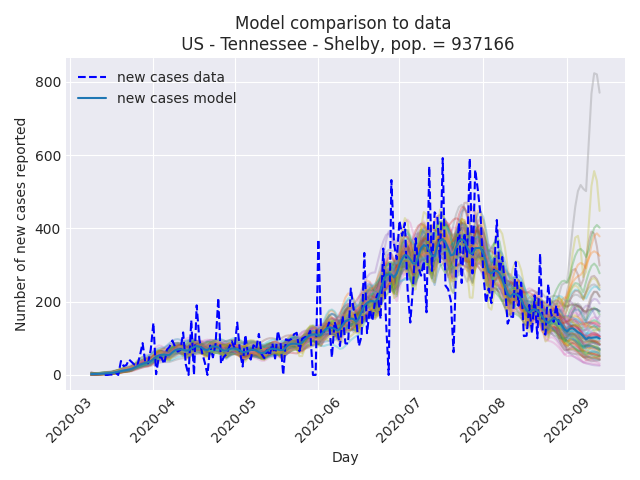 Model comparison to data
US - Tennessee - Shelby, pop. = 937166
new cases data
new cases model
Number of new cases reported
800
600
400
200
0
2020-03
2020-04
2020-05
2020-06
2020-07
2020-08
2020-09
Day